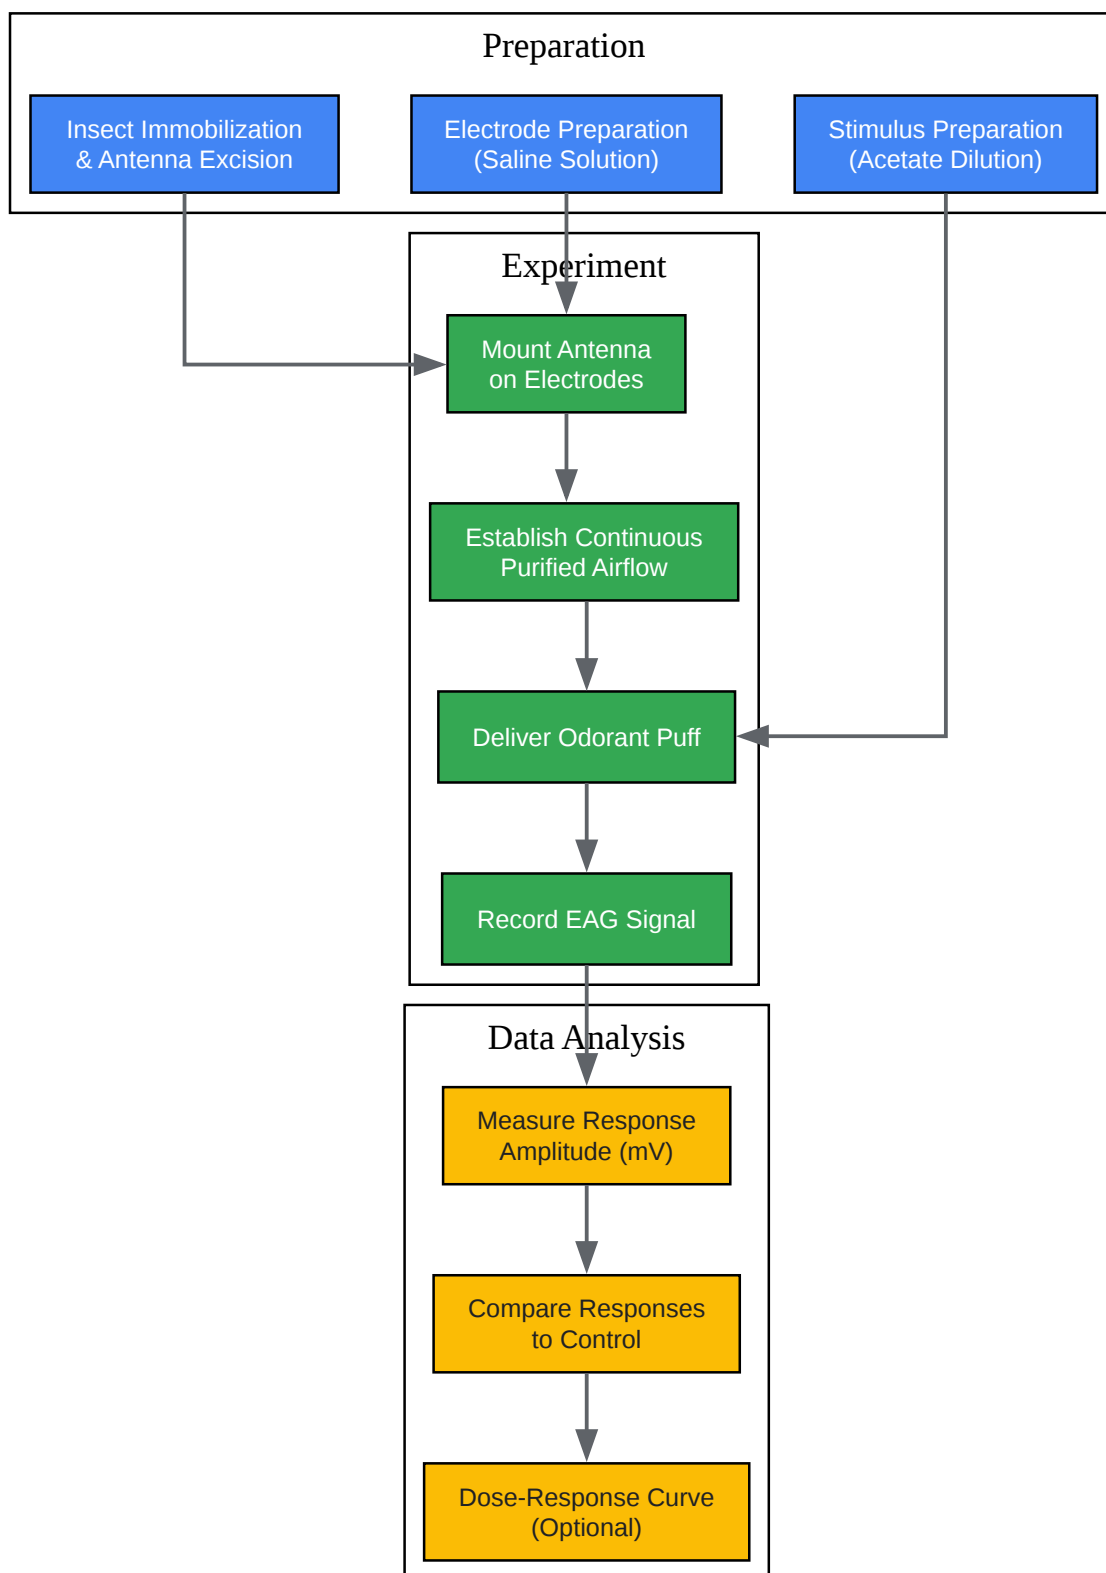 Preparation
Insect Immobilization
& Antenna Excision
Electrode Preparation
(Saline Solution)
Stimulus Preparation
(Acetate Dilution)
Experiment
Mount Antenna
on Electrodes
Establish Continuous
Purified Airflow
Deliver Odorant Puff
Record EAG Signal
Data Analysis
Measure Response
Amplitude (mV)
Compare Responses
to Control
Dose-Response Curve
(Optional)